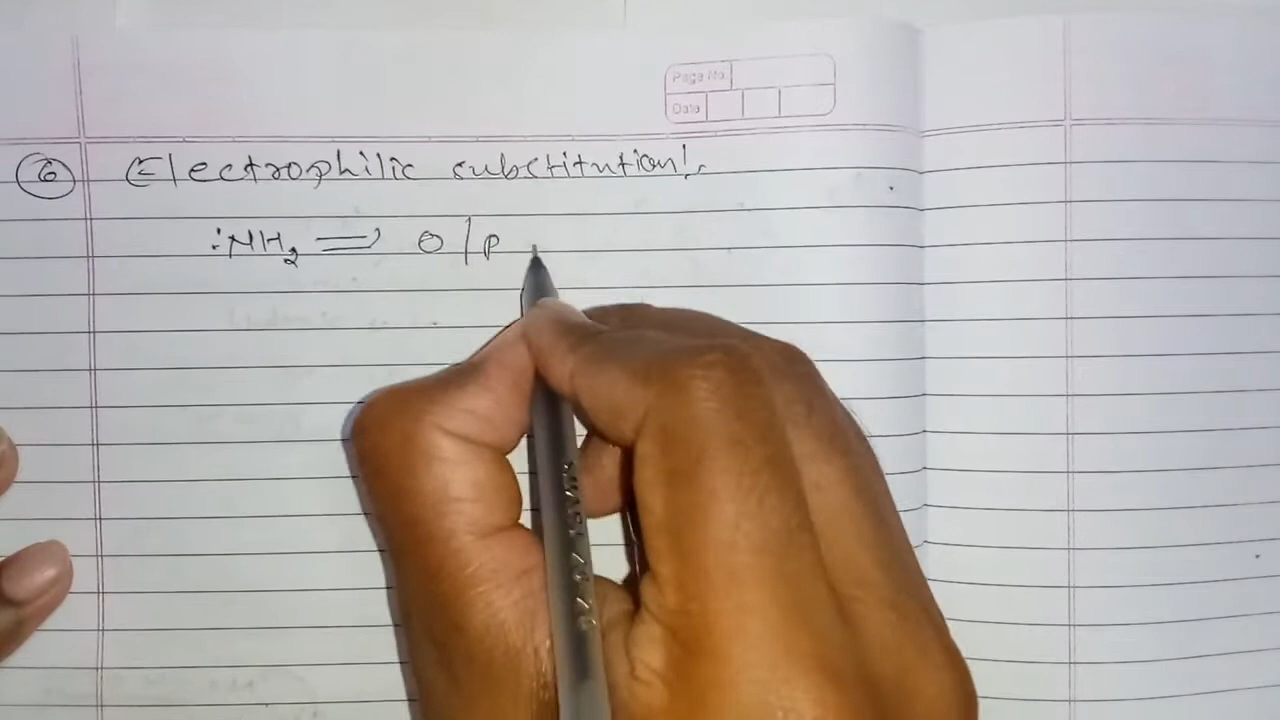 Page No.
Date
6 Electrophilic substitution:-
:NH₂ ⇒ O/P